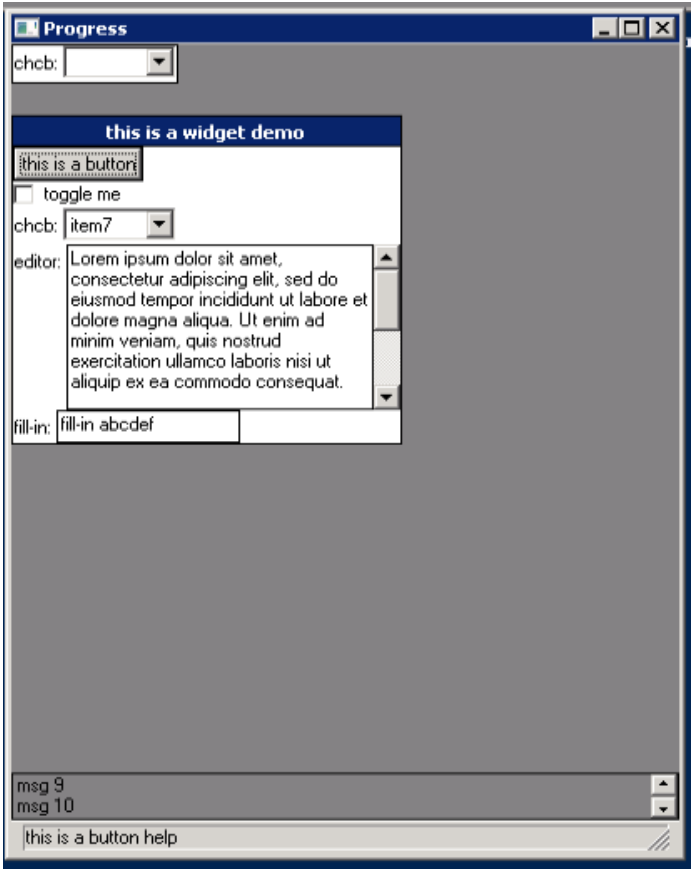 Progress
chcb:
this is a widget demo
this is a button
toggle me
chcb: item7
editor: Lorem ipsum dolor sit amet,
consectetur adipiscing elit, sed do
eiusmod tempor incididunt ut labore et
dolore magna aliqua. Ut enim ad
minim veniam, quis nostrud
exercitation ullamco laboris nisi ut
aliquip ex ea commodo consequat.
fill-in: fill-in abcdef
msg 9
msg 10
this is a button help